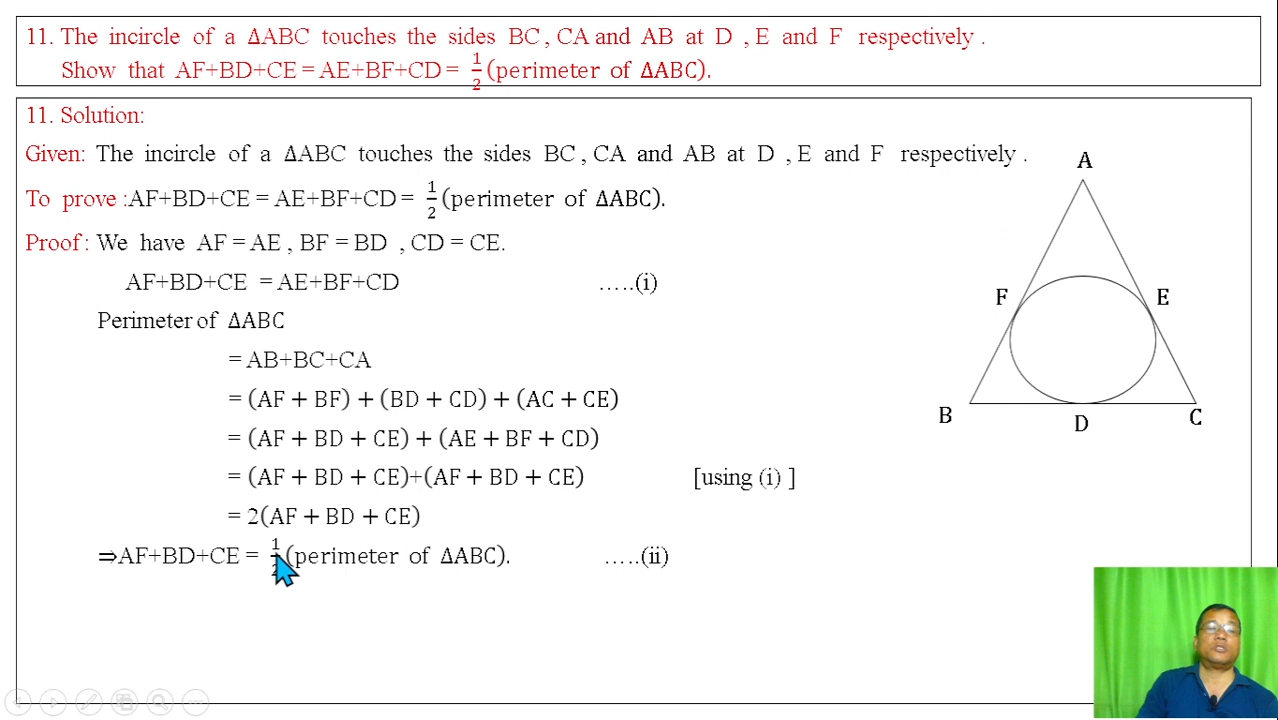 11. The incircle of a ΔABC touches the sides BC , CA and AB at D , E and F respectively .
Show that AF+BD+CE = AE+BF+CD = 1/2 (perimeter of ΔABC).
11. Solution:
Given: The incircle of a ΔABC touches the sides BC , CA and AB at D , E and F respectively .
To prove :AF+BD+CE = AE+BF+CD = 1/2 (perimeter of ΔABC).
Proof : We have AF = AE , BF = BD , CD = CE.
AF+BD+CE = AE+BF+CD …..(i)
Perimeter of ΔABC
= AB+BC+CA
= (AF + BF) + (BD + CD) + (AC + CE)
= (AF + BD + CE) + (AE + BF + CD)
= (AF + BD + CE)+(AF + BD + CE) [using (i) ]
= 2(AF + BD + CE)
⇒AF+BD+CE = 1/2 (perimeter of ΔABC). …..(ii)
A
F
E
B
D
C